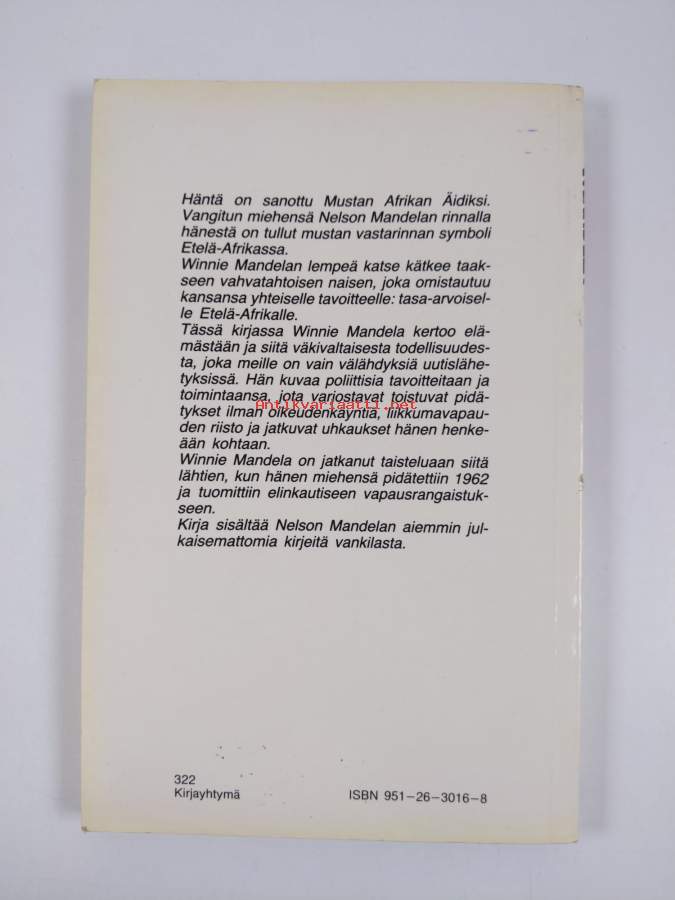 Häntä on sanottu Mustan Afrikan Äidiksi.
Vangitun miehensä Nelson Mandelan rinnalla
hänestä on tullut mustan vastarinnan symboli
Etelä-Afrikassa.
Winnie Mandelan lempeä katse kätkee taak-
seen vahvatahtoisen naisen, joka omistautuu
kansansa yhteiselle tavoitteelle: tasa-arvoisel-
le Etelä-Afrikalle.
Tässä kirjassa Winnie Mandela kertoo elä-
mästään ja siitä väkivaltaisesta todellisuudes-
ta, joka meille on vain välähdyksiä uutislähe-
tyksissä. Hän kuvaa poliittisia tavoitteitaan ja
toimintaansa, jota varjostavat toistuvat pidä-
tykset ilman oikeudenkäyntiä, liikkumavapau-
den riisto ja jatkuvat uhkaukset hänen henke-
ään kohtaan.
Winnie Mandela on jatkanut taisteluaan siitä
lähtien, kun hänen miehensä pidätettiin 1962
ja tuomittiin elinkautiseen vapausrangaistuk-
seen.
Kirja sisältää Nelson Mandelan aiemmin jul-
kaisemattomia kirjeitä vankilasta.
Antikvariaatti.net
322
Kirjayhtymä
ISBN 951-26-3016-8